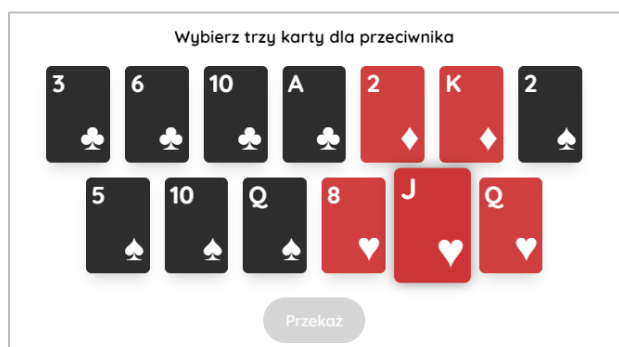 Wybierz trzy karty dla przeciwnika
3 6 10 A 2 K 2
5 10 Q 8 J Q
Przekaż